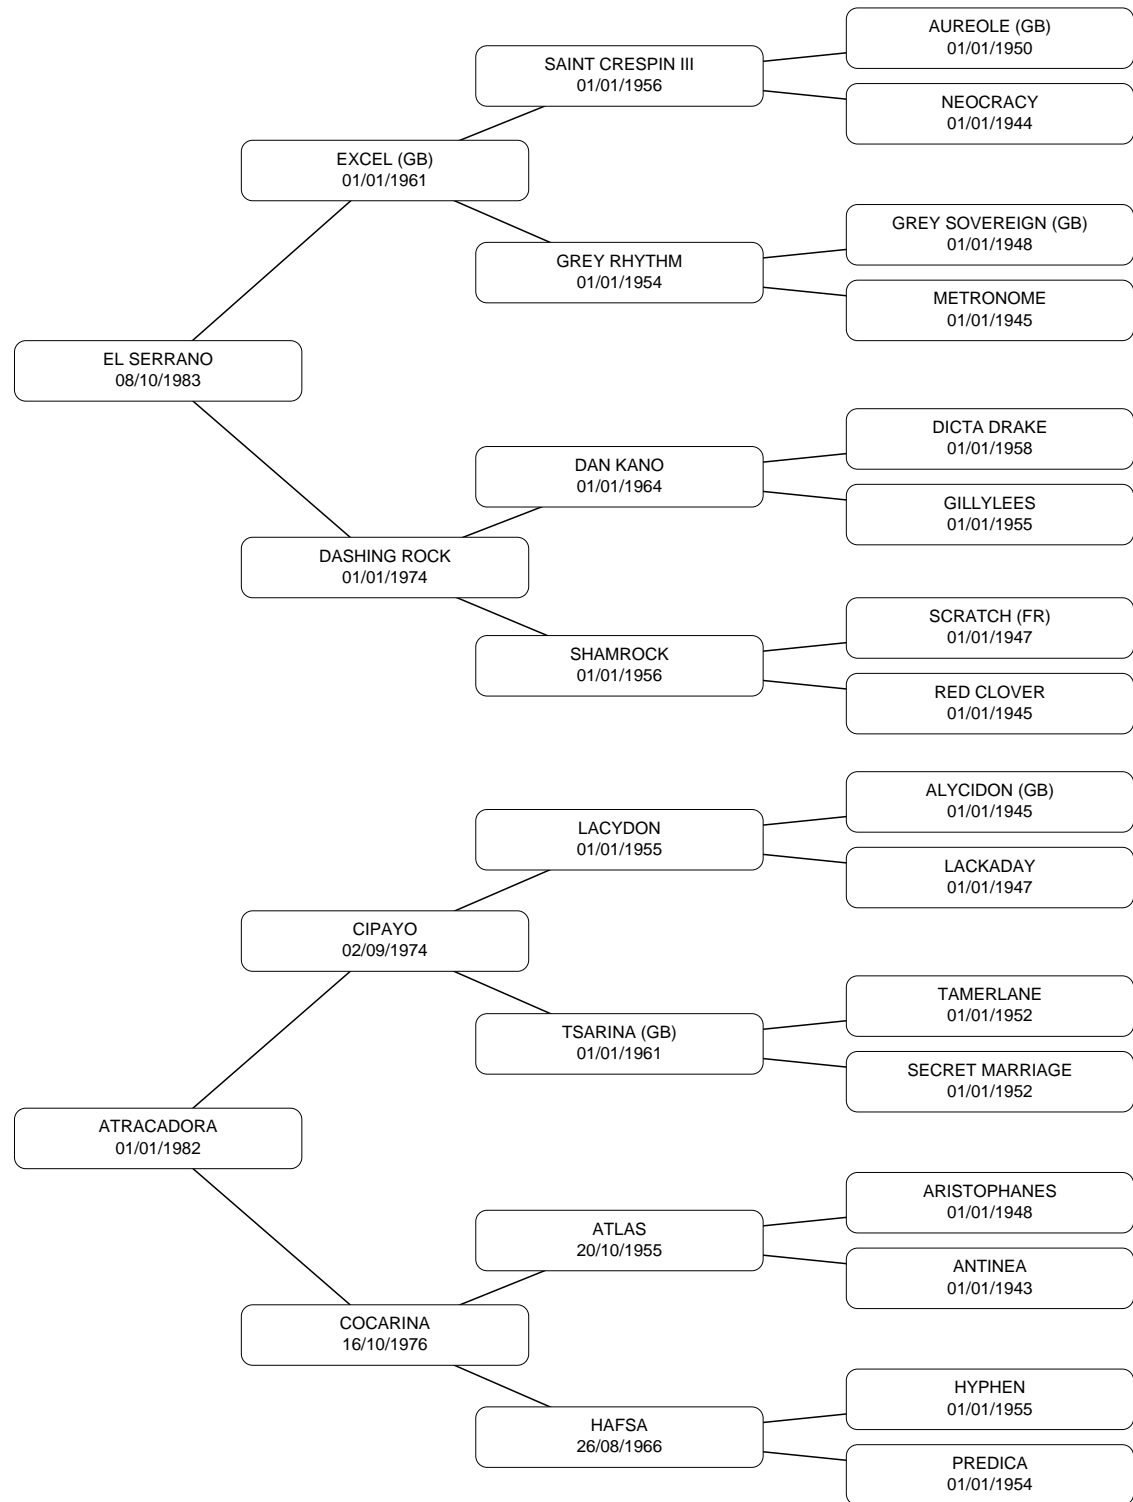 AUREOLE (GB)
01/01/1950
SAINT CRESPIN III
01/01/1956
NEOCRACY
01/01/1944
EXCEL (GB)
01/01/1961
GREY SOVEREIGN (GB)
01/01/1948
GREY RHYTHM
01/01/1954
METRONOME
01/01/1945
EL SERRANO
08/10/1983
DICTA DRAKE
01/01/1958
DAN KANO
01/01/1964
GILLYLEES
01/01/1955
DASHING ROCK
01/01/1974
SCRATCH (FR)
01/01/1947
SHAMROCK
01/01/1956
RED CLOVER
01/01/1945
ALYCIDON (GB)
01/01/1945
LACYDON
01/01/1955
LACKADAY
01/01/1947
CIPAYO
02/09/1974
TAMERLANE
01/01/1952
TSARINA (GB)
01/01/1961
SECRET MARRIAGE
01/01/1952
ATRACADORA
01/01/1982
ARISTOPHANES
01/01/1948
ATLAS
20/10/1955
ANTINEA
01/01/1943
COCARINA
16/10/1976
HYPHEN
01/01/1955
HAFSA
26/08/1966
PREDICA
01/01/1954